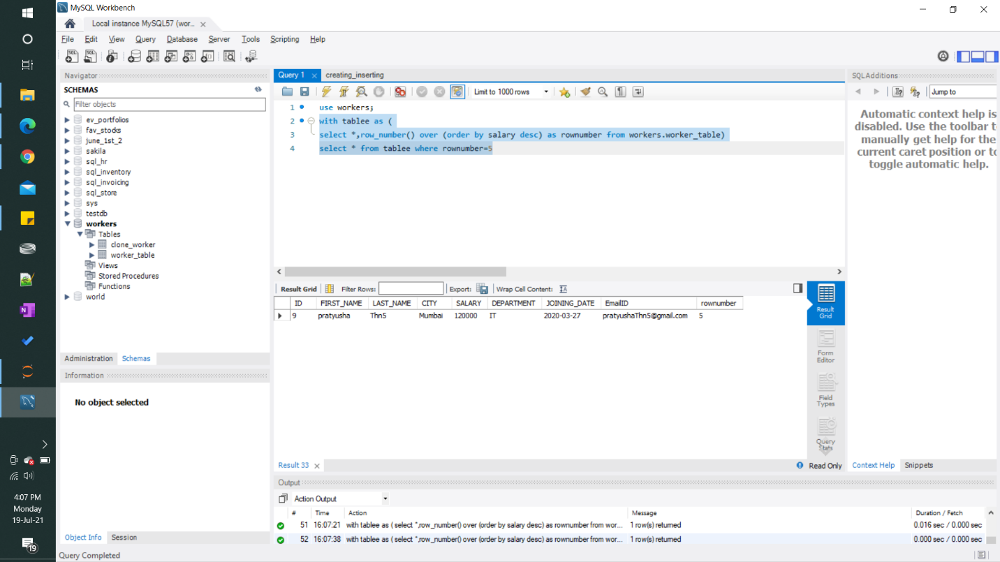 MySQL Workbench
Local instance MySQL57 (wor...
File Edit View Query Database Server Tools Scripting Help
Navigator
SCHEMAS
Filter objects
ev_portfolios
fav_stocks
june_1st_2
sakila
sql_hr
sql_inventory
sql_invoicing
sql_store
sys
testdb
workers
Tables
clone_worker
worker_table
Views
Stored Procedures
Functions
world
Administration Schemas
Information
No object selected
Object Info Session
Query Completed
Query 1 creating_inserting
Limit to 1000 rows
1 use workers;
2 with tablee as (
3 select *,row_number() over (order by salary desc) as rownumber from workers.worker_table)
4 select * from tablee where rownumber=5
Result Grid Filter Rows: Export: Wrap Cell Content:
ID FIRST_NAME LAST_NAME CITY SALARY DEPARTMENT JOINING_DATE EmailID rownumber
9 pratyusha Thn5 Mumbai 120000 IT 2020-03-27 pratyushaThn5@gmail.com 5
Result
Grid
Form
Editor
Field
Types
Query
Stats
Result 33
Read Only
SQLAdditions
Jump to
Automatic context help is
disabled. Use the toolbar t
manually get help for the
current caret position or to
toggle automatic help.
Context Help Snippets
Output
Action Output
# Time Action Message Duration / Fetch
51 16:07:21 with tablee as ( select *,row_number() over (order by salary desc) as rownumber from wor... 1 row(s) returned 0.016 sec / 0.000 sec
52 16:07:38 with tablee as ( select *,row_number() over (order by salary desc) as rownumber from wor... 1 row(s) returned 0.000 sec / 0.000 sec
4:07 PM
Monday
19-Jul-21
19